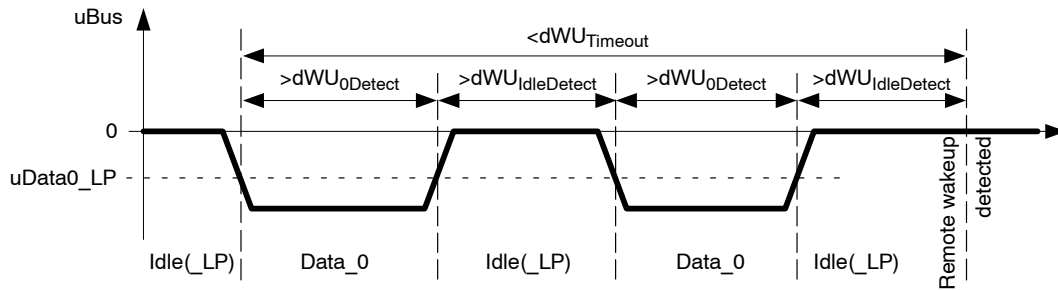 uBus
<dWUTimeout
>dWU0Detect >dWUIdleDetect >dWU0Detect >dWUIdleDetect
0
uData0_LP
Idle(_LP) Data_0 Idle(_LP) Data_0 Idle(_LP)
Remote wakeup
detected